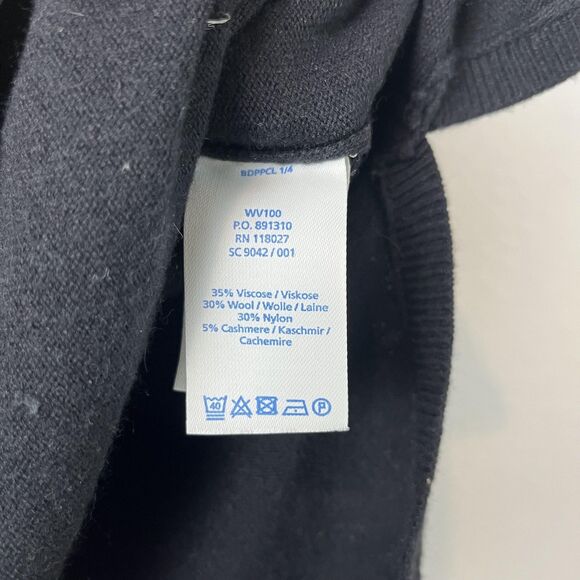 BDPPCL 1/4
WV100
P.O. 891310
RN 118027
SC 9042 / 001
35% Viscose / Viskose
30% Wool / Wolle / Laine
30% Nylon
5% Cashmere / Kaschmir /
Cachemire
40 P